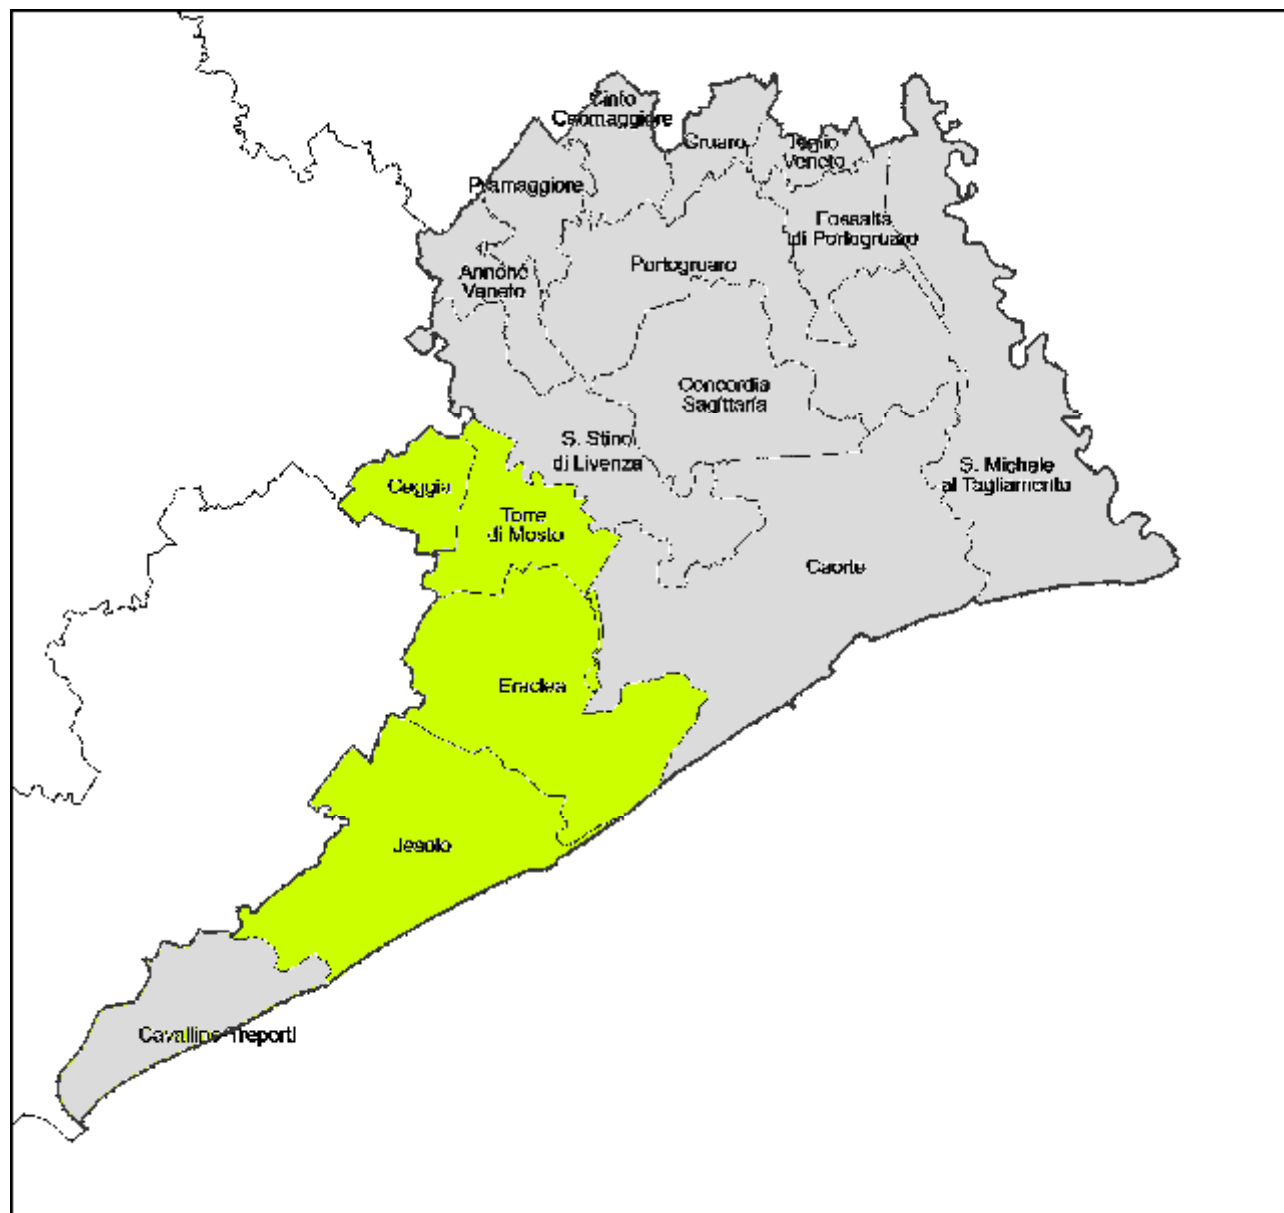 Cinto
Caomaggiore
Gruaro
Teglio
Veneto
Pramaggiore
Fossalta
di Portogruaro
Portogruaro
Annone
Veneto
Concordia
Sagittaria
S. Stino
di Livenza
S. Michele
al Tagliamento
Ceggia
Torre
di Mosto
Caorle
Eraclea
Jesolo
Cavallino-Treporti